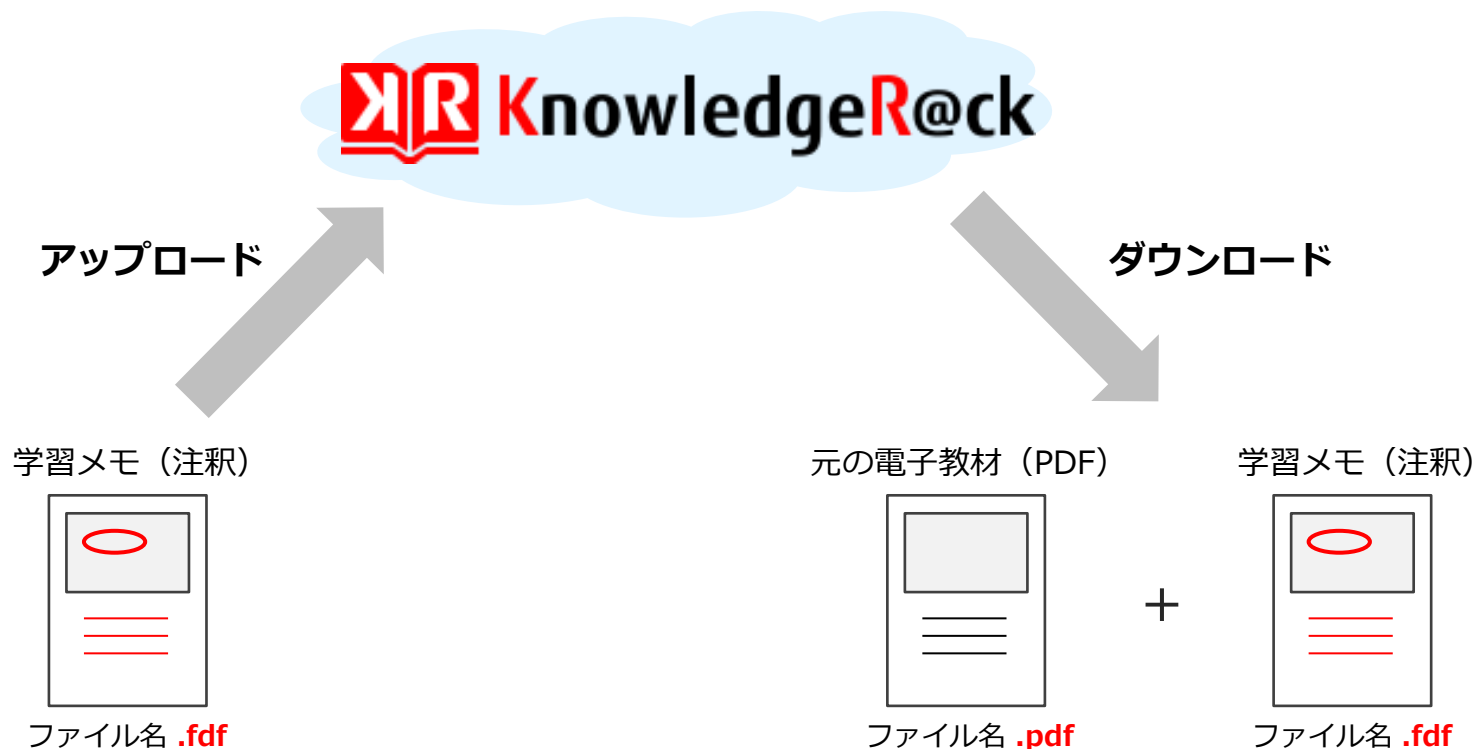 KR KnowledgeR@ck
アップロード
ダウンロード
学習メモ（注釈）
元の電子教材（PDF）
学習メモ（注釈）
＋
ファイル名 .fdf
ファイル名 .pdf
ファイル名 .fdf